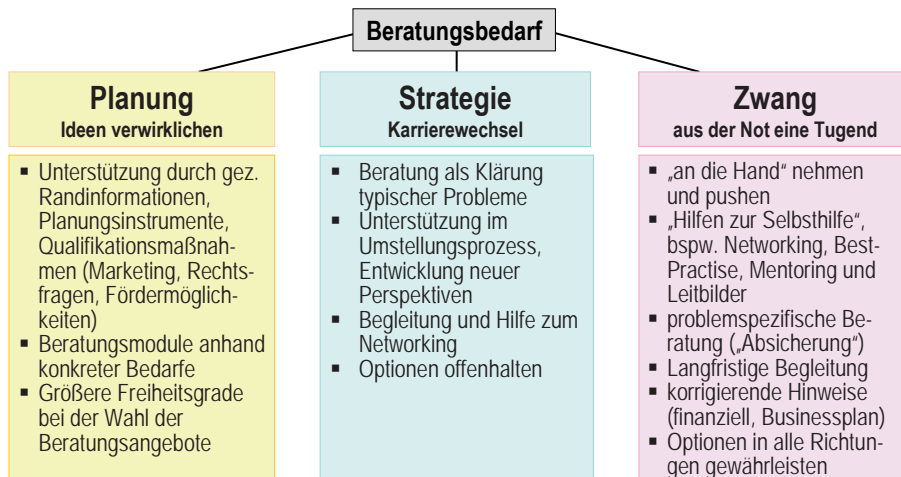 Beratungsbedarf
Planung
Ideen verwirklichen
▪ Unterstützung durch gez.
Randinformationen,
Planungsinstrumente,
Qualifikationsmaßnah-
men (Marketing, Rechts-
fragen, Fördermöglich-
keiten)
▪ Beratungsmodule anhand
konkreter Bedarfe
▪ Größere Freiheitsgrade
bei der Wahl der
Beratungsangebote
Strategie
Karrierewechsel
▪ Beratung als Klärung
typischer Probleme
▪ Unterstützung im
Umstellungsprozess,
Entwicklung neuer
Perspektiven
▪ Begleitung und Hilfe zum
Networking
▪ Optionen offenhalten
Zwang
aus der Not eine Tugend
▪ „an die Hand“ nehmen
und pushen
▪ „Hilfen zur Selbsthilfe“,
bspw. Networking, Best-
Practise, Mentoring und
Leitbilder
▪ problemspezifische Be-
ratung („Absicherung“)
▪ Langfristige Begleitung
▪ korrigierende Hinweise
(finanziell, Businessplan)
▪ Optionen in alle Richtun-
gen gewährleisten